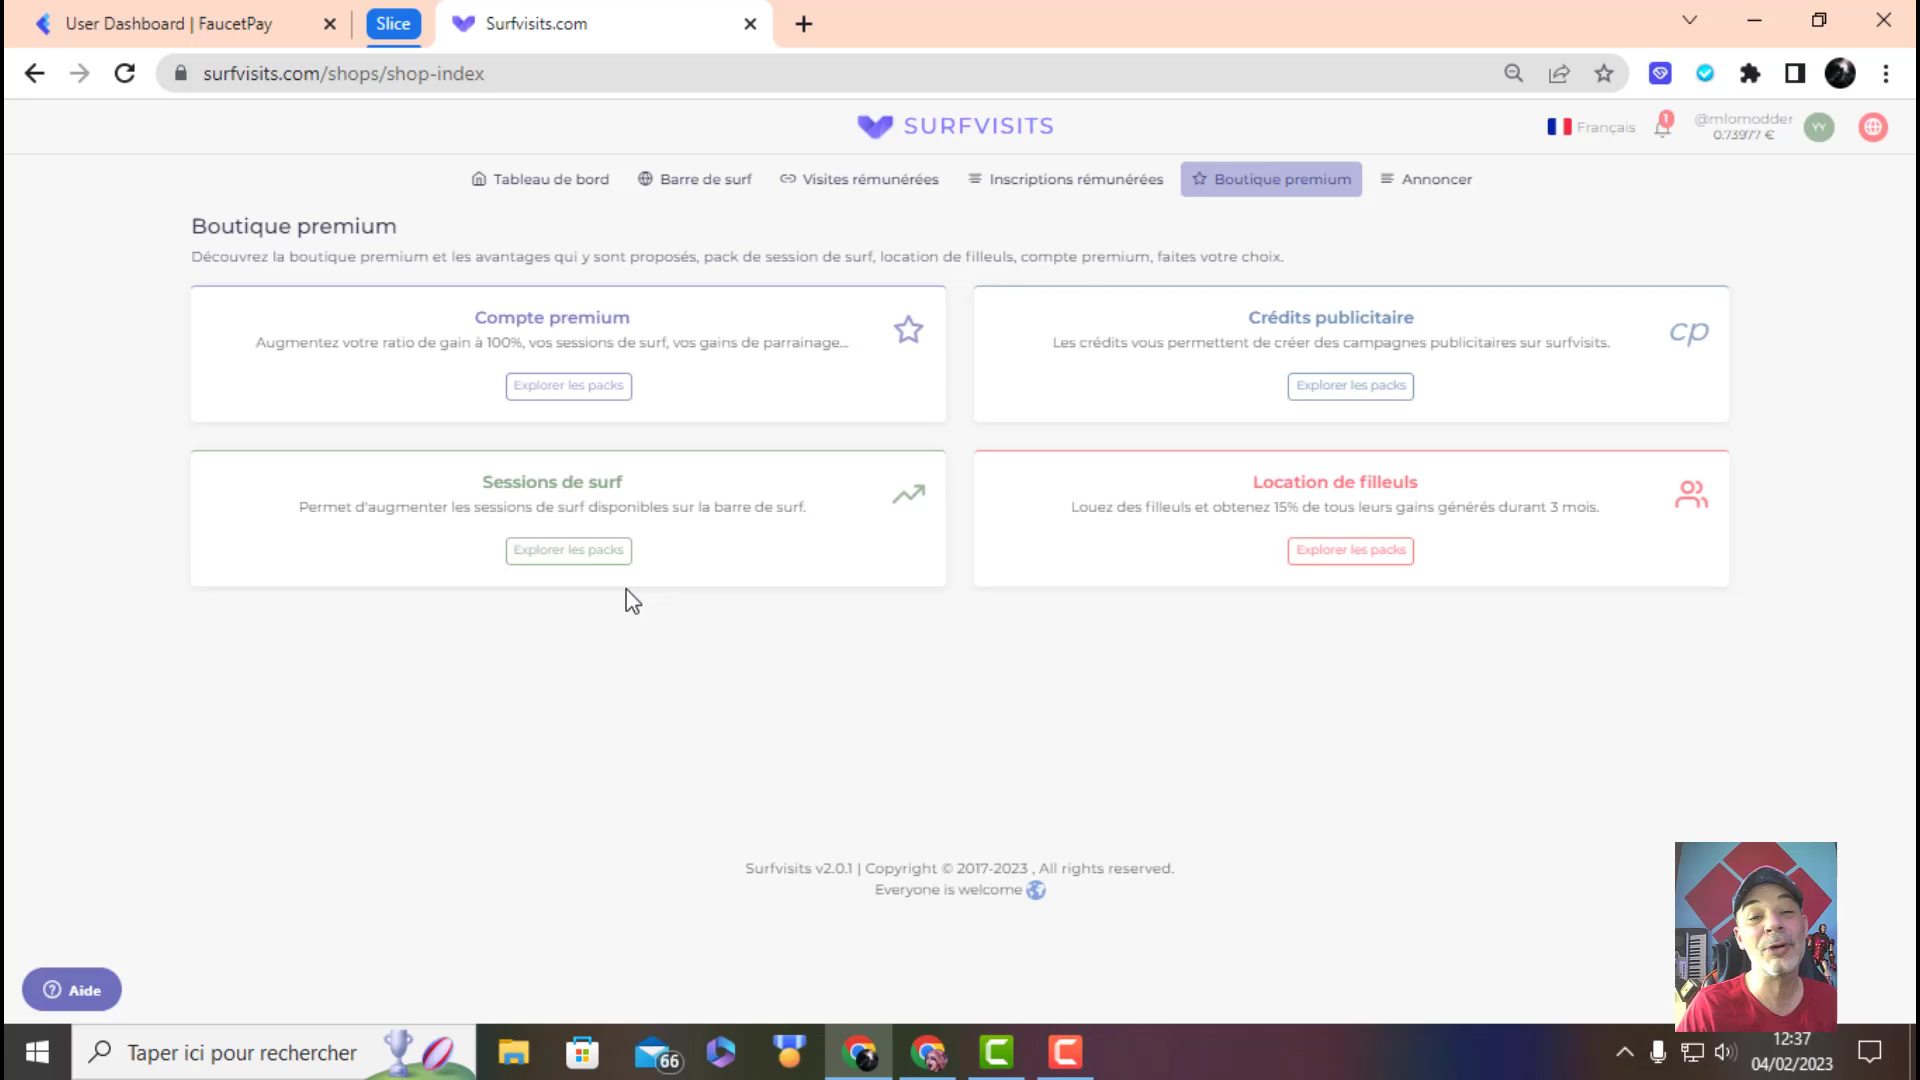 User Dashboard | FaucetPay
Slice
Surfvisits.com
surfvisits.com/shops/shop-index
SURFVISITS
Français
1
@mlomodder
0.73977 €
YY
Tableau de bord
Barre de surf
Visites rémunérées
Inscriptions rémunérées
Boutique premium
Annoncer
Boutique premium
Découvrez la boutique premium et les avantages qui y sont proposés, pack de session de surf, location de filleuls, compte premium, faites votre choix.
Compte premium
Augmentez votre ratio de gain à 100%, vos sessions de surf, vos gains de parrainage...
Explorer les packs
Crédits publicitaire
Les crédits vous permettent de créer des campagnes publicitaires sur surfvisits.
cp
Explorer les packs
Sessions de surf
Permet d'augmenter les sessions de surf disponibles sur la barre de surf.
Explorer les packs
Location de filleuls
Louez des filleuls et obtenez 15% de tous leurs gains générés durant 3 mois.
Explorer les packs
Surfvisits v2.0.1 | Copyright © 2017-2023 , All rights reserved.
Everyone is welcome
Aide
Taper ici pour rechercher
66
12:37
04/02/2023